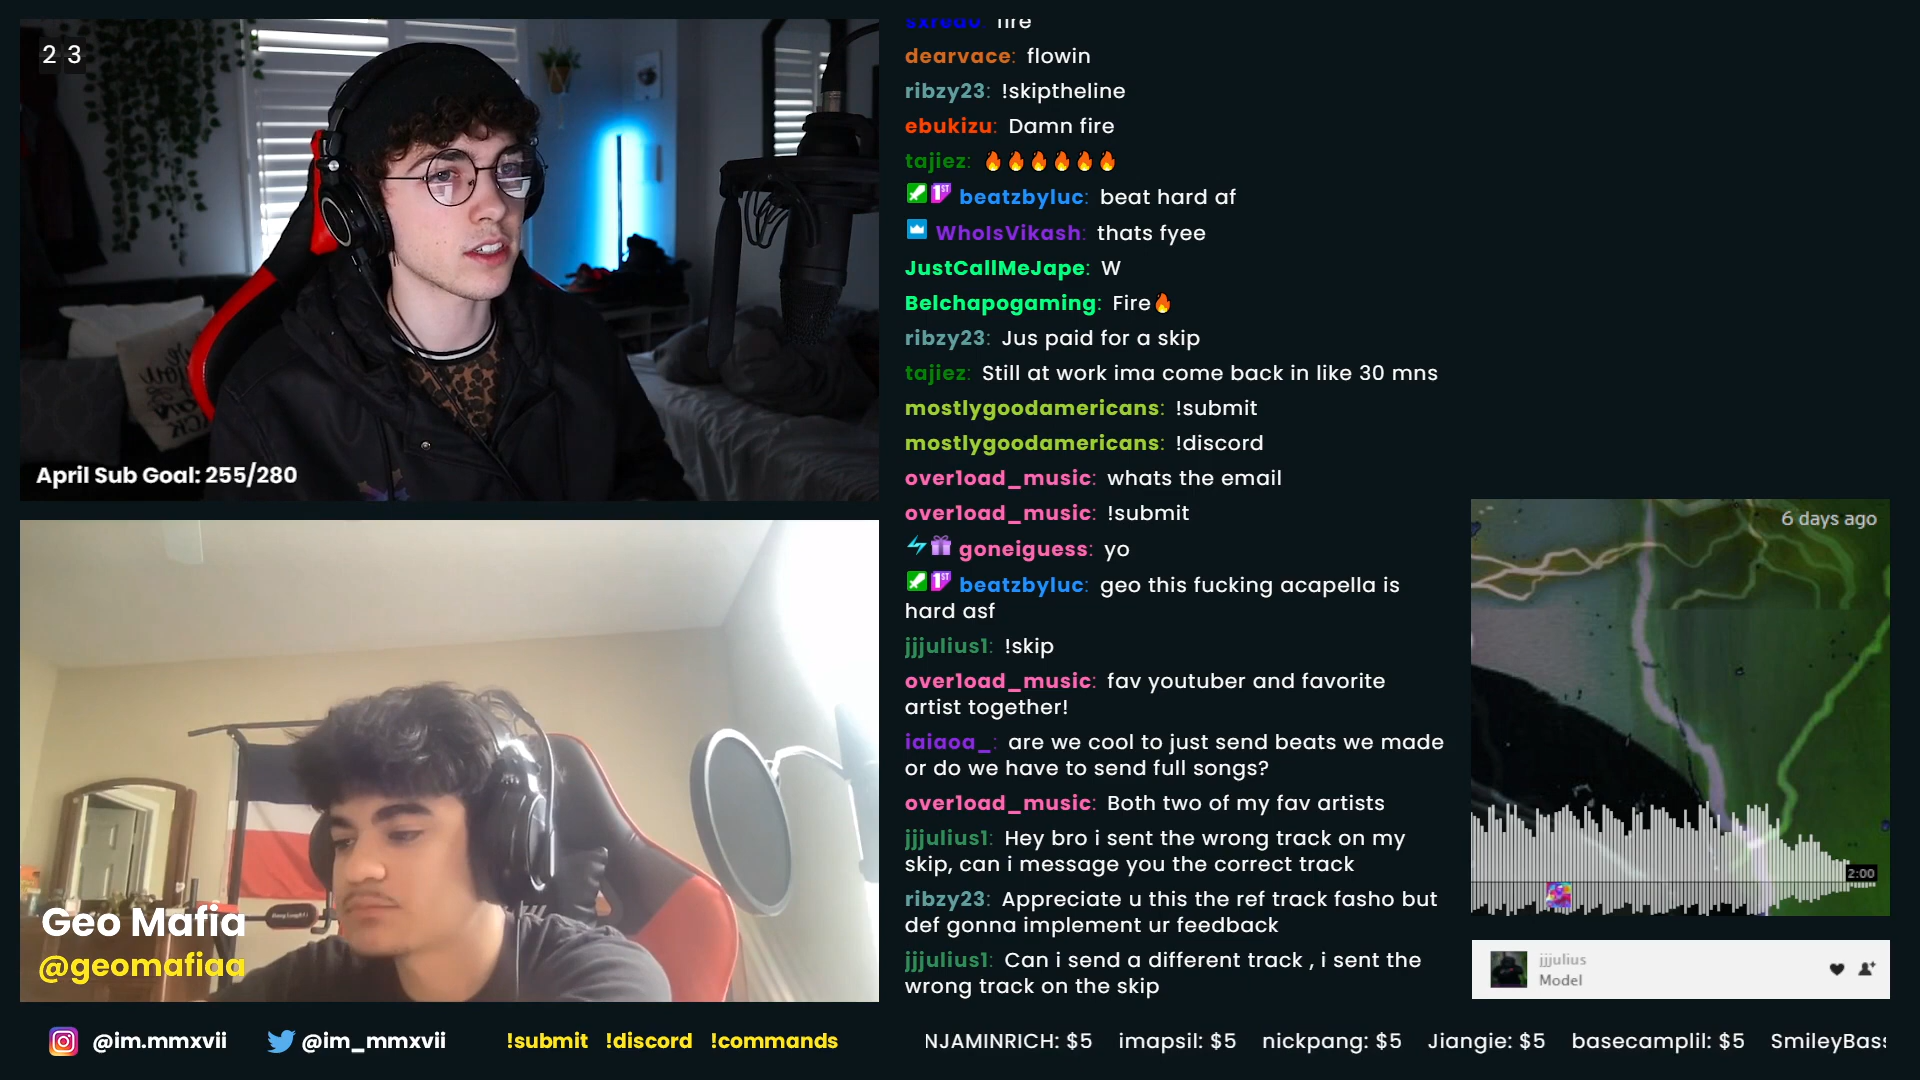 2 3
April Sub Goal: 255/280
Geo Mafia
@geomafiaa
@im.mmxvii
@im_mmxvii
!submit !discord !commands
sxreao: fire
dearvace: flowin
ribzy23: !skiptheline
ebukizu: Damn fire
tajiez: 🔥🔥🔥🔥🔥🔥
beatzbyluc: beat hard af
WhoIsVikash: thats fyee
JustCallMeJape: W
Belchapogaming: Fire🔥
ribzy23: Jus paid for a skip
tajiez: Still at work ima come back in like 30 mns
mostlygoodamericans: !submit
mostlygoodamericans: !discord
over1oad_music: whats the email
over1oad_music: !submit
goneiguess: yo
beatzbyluc: geo this fucking acapella is
hard asf
jjjulius1: !skip
over1oad_music: fav youtuber and favorite
artist together!
iaiaoa_: are we cool to just send beats we made
or do we have to send full songs?
over1oad_music: Both two of my fav artists
jjjulius1: Hey bro i sent the wrong track on my
skip, can i message you the correct track
ribzy23: Appreciate u this the ref track fasho but
def gonna implement ur feedback
jjjulius1: Can i send a different track , i sent the
wrong track on the skip
6 days ago
2:00
jjjulius
Model
NJAMINRICH: $5 imapsil: $5 nickpang: $5 Jiangie: $5 basecamplil: $5 SmileyBass